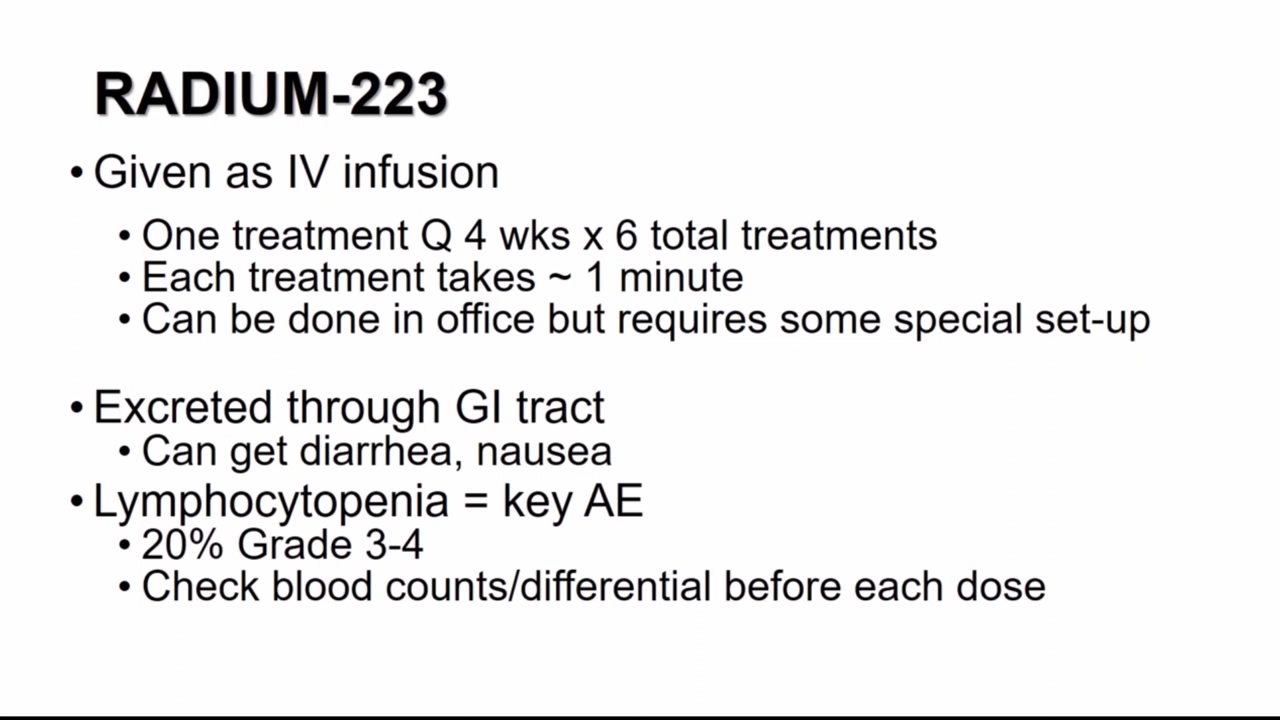 RADIUM-223
• Given as IV infusion
• One treatment Q 4 wks x 6 total treatments
• Each treatment takes ~ 1 minute
• Can be done in office but requires some special set-up
• Excreted through GI tract
• Can get diarrhea, nausea
• Lymphocytopenia = key AE
• 20% Grade 3-4
• Check blood counts/differential before each dose